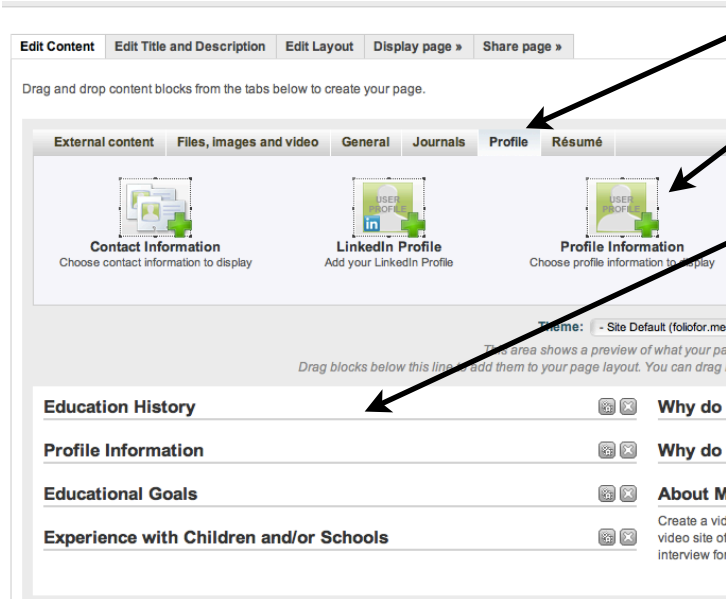 Edit Content Edit Title and Description Edit Layout Display page » Share page »
Drag and drop content blocks from the tabs below to create your page.
External content Files, images and video General Journals Profile Résumé
USER PROFILE
in
USER PROFILE
Contact Information
Choose contact information to display
LinkedIn Profile
Add your LinkedIn Profile
Profile Information
Choose profile information to display
Theme: - Site Default (foliofor.me
This area shows a preview of what your pa
Drag blocks below this line to add them to your page layout. You can drag
Education History
Why do
Profile Information
Why do
Educational Goals
About M
Create a vid
Experience with Children and/or Schools
video site of
interview for